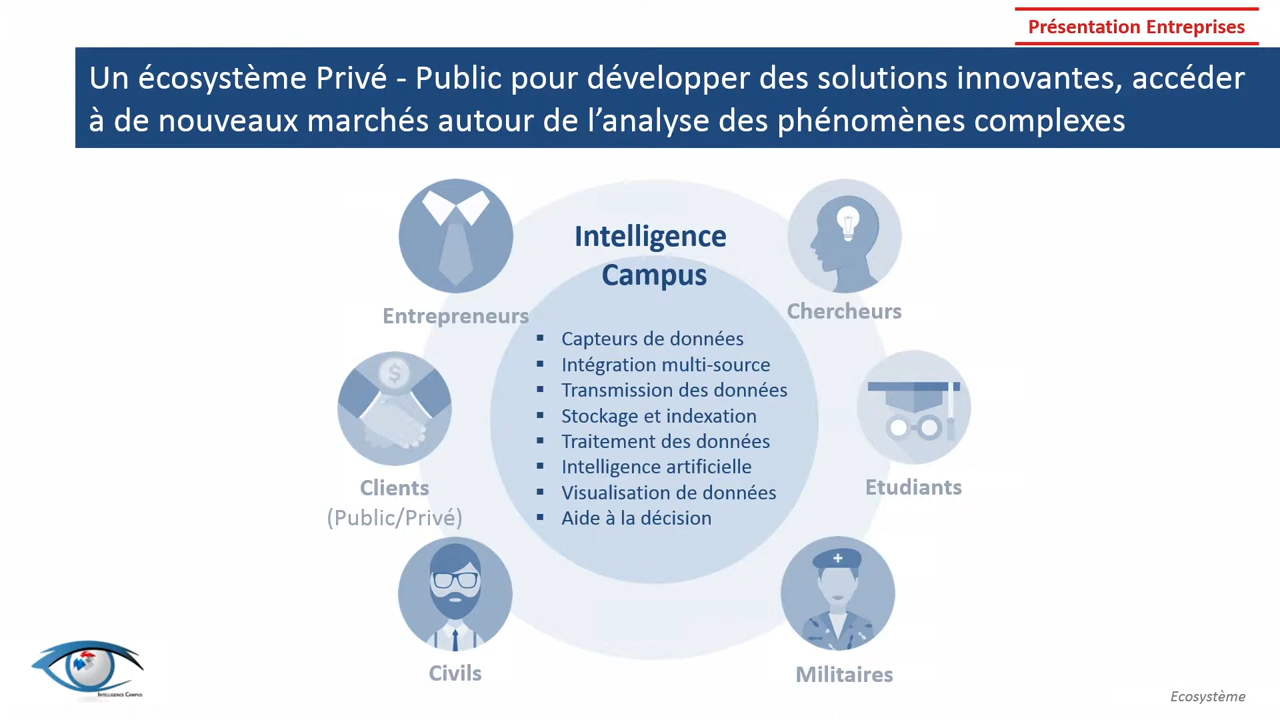 Présentation Entreprises
Un écosystème Privé - Public pour développer des solutions innovantes, accéder
à de nouveaux marchés autour de l’analyse des phénomènes complexes
Intelligence
Campus
Entrepreneurs
Chercheurs
▪ Capteurs de données
▪ Intégration multi-source
▪ Transmission des données
▪ Stockage et indexation
▪ Traitement des données
▪ Intelligence artificielle
▪ Visualisation de données
▪ Aide à la décision
$
Clients
(Public/Privé)
Etudiants
Civils
Militaires
Intelligence Campus
Ecosystème